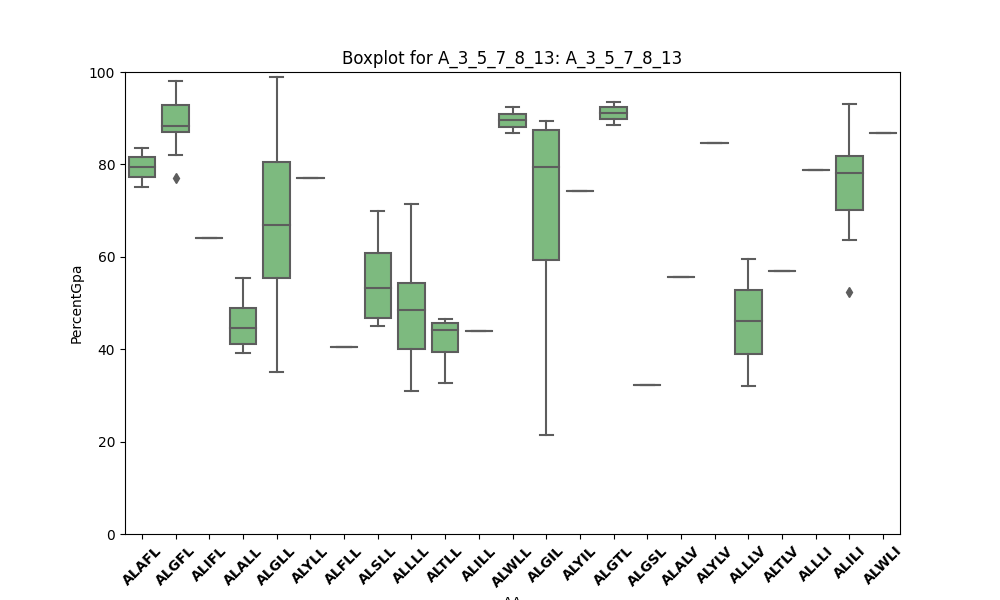 Boxplot for A_3_5_7_8_13: A_3_5_7_8_13
PercentGpa
100
80
60
40
20
0
ALAFL ALGFL ALIFL ALALL ALGLL ALYLL ALFLL ALSLL ALLLL ALTLL ALILL ALWLL ALGIL ALYIL ALGTL ALGSL ALALV ALYLV ALLLV ALTLV ALLLI ALILI ALWLI